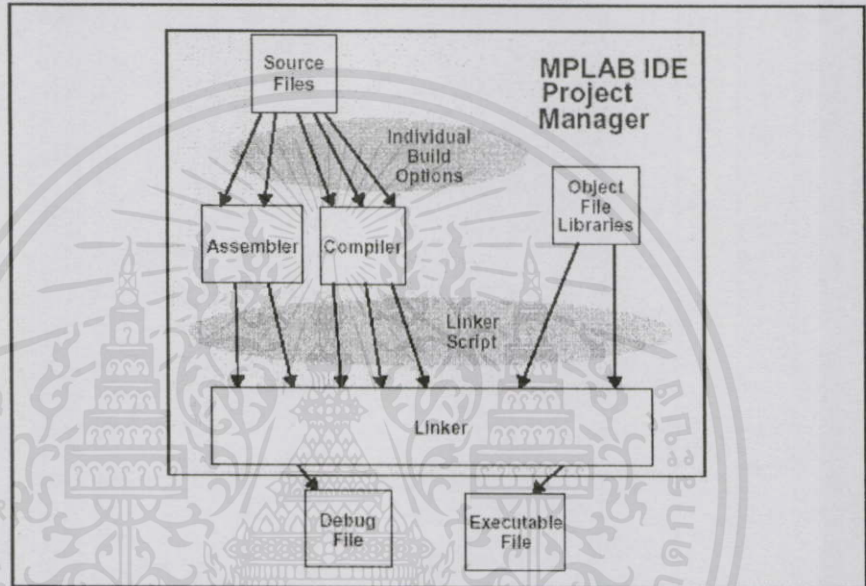 Source
Files
MPLAB IDE
Project
Manager
Individual
Build
Options
Object
File
Libraries
Assembler
Compiler
Linker
Script
Linker
Debug
File
Executable
File